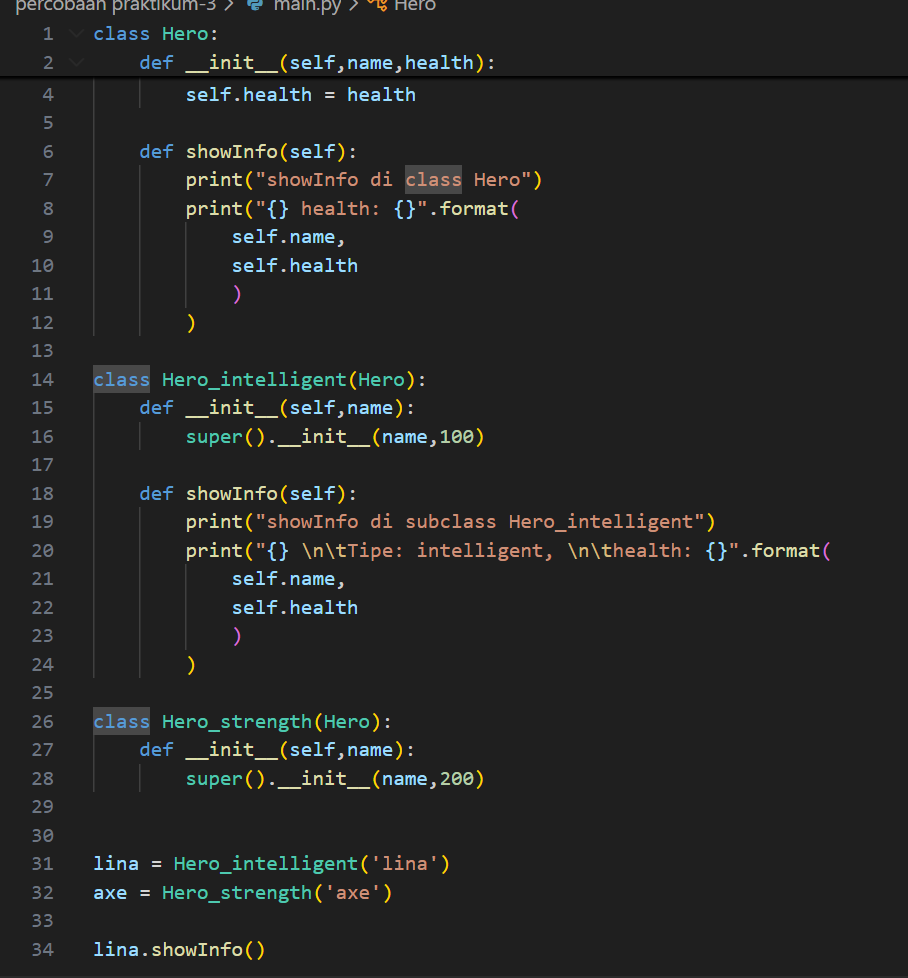 percobaan praktikum-3 > main.py > Hero
1 class Hero:
2     def __init__(self,name,health):
4         self.health = health
5
6     def showInfo(self):
7         print("showInfo di class Hero")
8         print("{} health: {}".format(
9             self.name,
10             self.health
11             )
12         )
13
14 class Hero_intelligent(Hero):
15     def __init__(self,name):
16         super().__init__(name,100)
17
18     def showInfo(self):
19         print("showInfo di subclass Hero_intelligent")
20         print("{} \n\tTipe: intelligent, \n\thealth: {}".format(
21             self.name,
22             self.health
23             )
24         )
25
26 class Hero_strength(Hero):
27     def __init__(self,name):
28         super().__init__(name,200)
29
30
31 lina = Hero_intelligent('lina')
32 axe = Hero_strength('axe')
33
34 lina.showInfo()